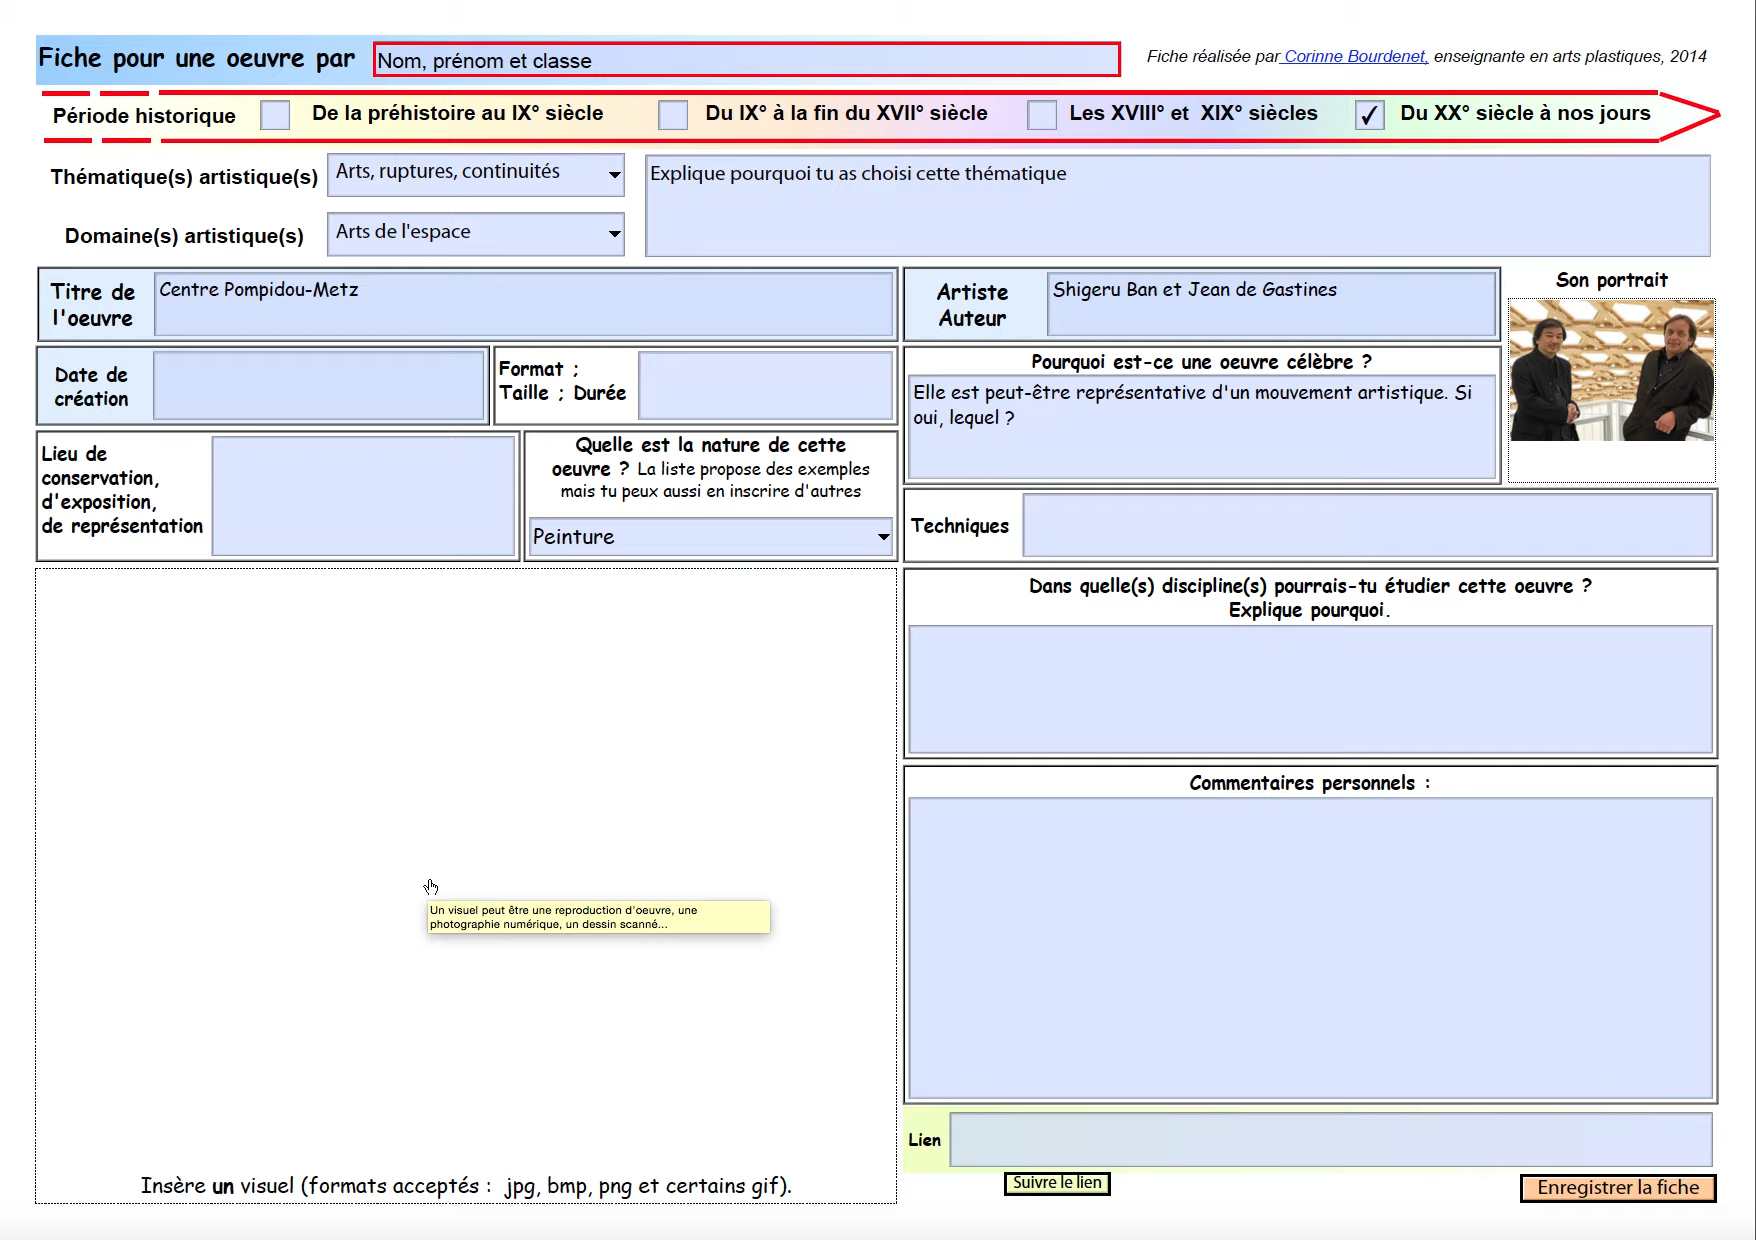 Fiche pour une oeuvre par
Nom, prénom et classe
Fiche réalisée par Corinne Bourdenet, enseignante en arts plastiques, 2014
Période historique
De la préhistoire au IX° siècle
Du IX° à la fin du XVII° siècle
Les XVIII° et XIX° siècles
✓
Du XX° siècle à nos jours
Thématique(s) artistique(s)
Arts, ruptures, continuités
Explique pourquoi tu as choisi cette thématique
Domaine(s) artistique(s)
Arts de l'espace
Titre de
l'oeuvre
Centre Pompidou-Metz
Artiste
Auteur
Shigeru Ban et Jean de Gastines
Son portrait
Date de
création
Format ;
Taille ; Durée
Pourquoi est-ce une oeuvre célèbre ?
Elle est peut-être représentative d'un mouvement artistique. Si
oui, lequel ?
Lieu de
conservation,
d'exposition,
de représentation
Quelle est la nature de cette
oeuvre ? La liste propose des exemples
mais tu peux aussi en inscrire d'autres
Peinture
Techniques
Dans quelle(s) discipline(s) pourrais-tu étudier cette oeuvre ?
Explique pourquoi.
Commentaires personnels :
Un visuel peut être une reproduction d'oeuvre, une
photographie numérique, un dessin scanné...
Insère un visuel (formats acceptés : jpg, bmp, png et certains gif).
Lien
Suivre le lien
Enregistrer la fiche